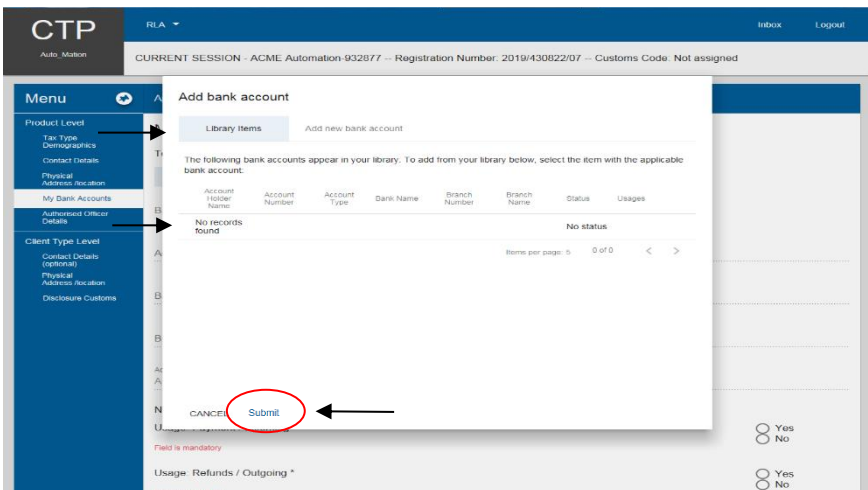 CTP
Auto_Mation
RLA
Inbox
Logout
CURRENT SESSION - ACME Automation-932877 -- Registration Number: 2019/430822/07 -- Customs Code: Not assigned
Menu
Product Level
Tax Type
Demographics
Contact Details
Physical
Address /location
My Bank Accounts
Authorised Officer
Details
Client Type Level
Contact Details
(optional)
Physical
Address /location
Disclosure Customs
Add bank account
Library Items
Add new bank account
The following bank accounts appear in your library. To add from your library below, select the item with the applicable
bank account:
Account
Holder
Name
Account
Number
Account
Type
Bank Name
Branch
Number
Branch
Name
Status
Usages
No records
found
No status
Items per page: 5
0 of 0
CANCEL
Submit
Yes
No
Field is mandatory
Usage: Refunds / Outgoing *
Yes
No